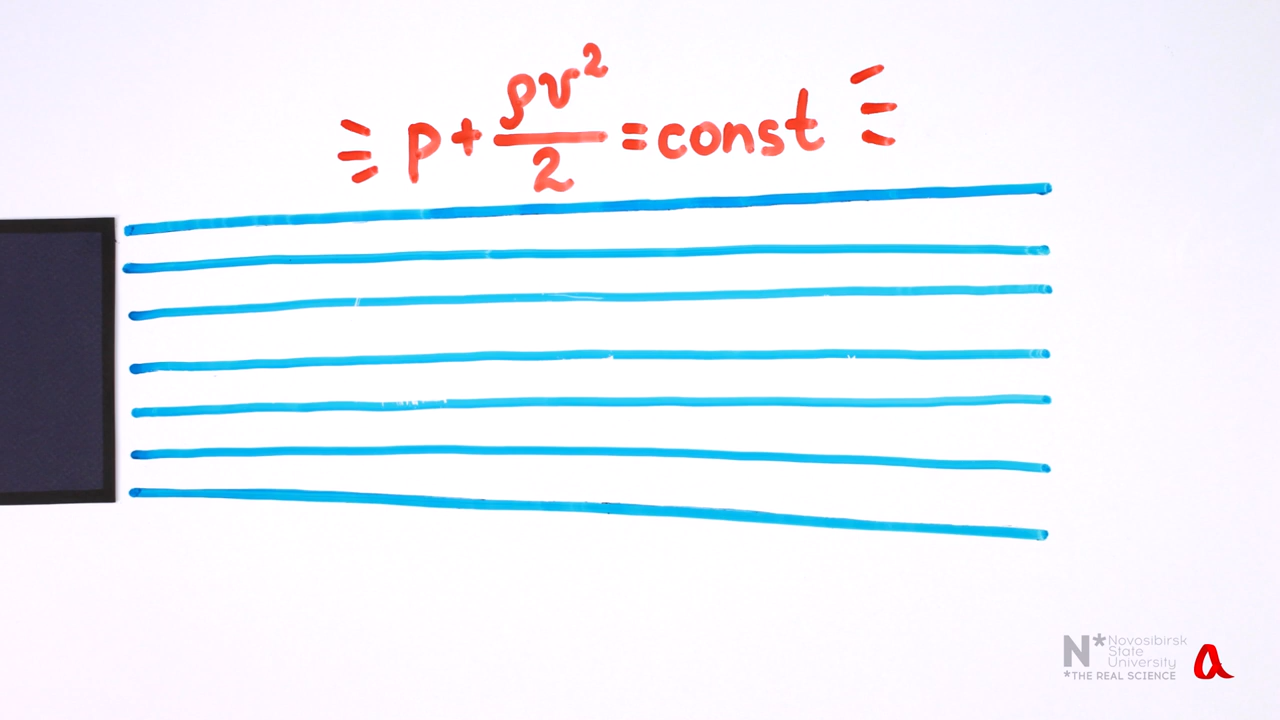 p + ρv²/2 = const
N* Novosibirsk
State
University
*THE REAL SCIENCE
a